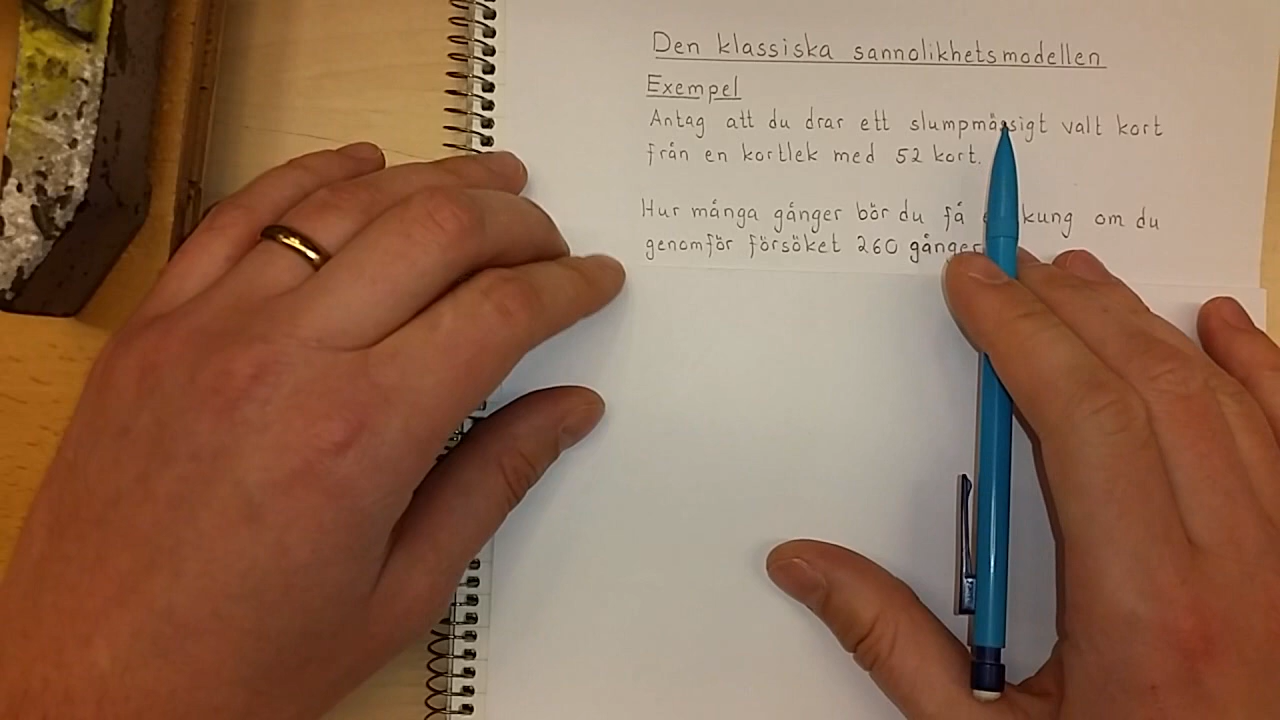 Den klassiska sannolikhetsmodellen
Exempel
Antag att du drar ett slumpmässigt valt kort
från en kortlek med 52 kort.
Hur många gånger bör du få kung om du
genomför försöket 260 gånger